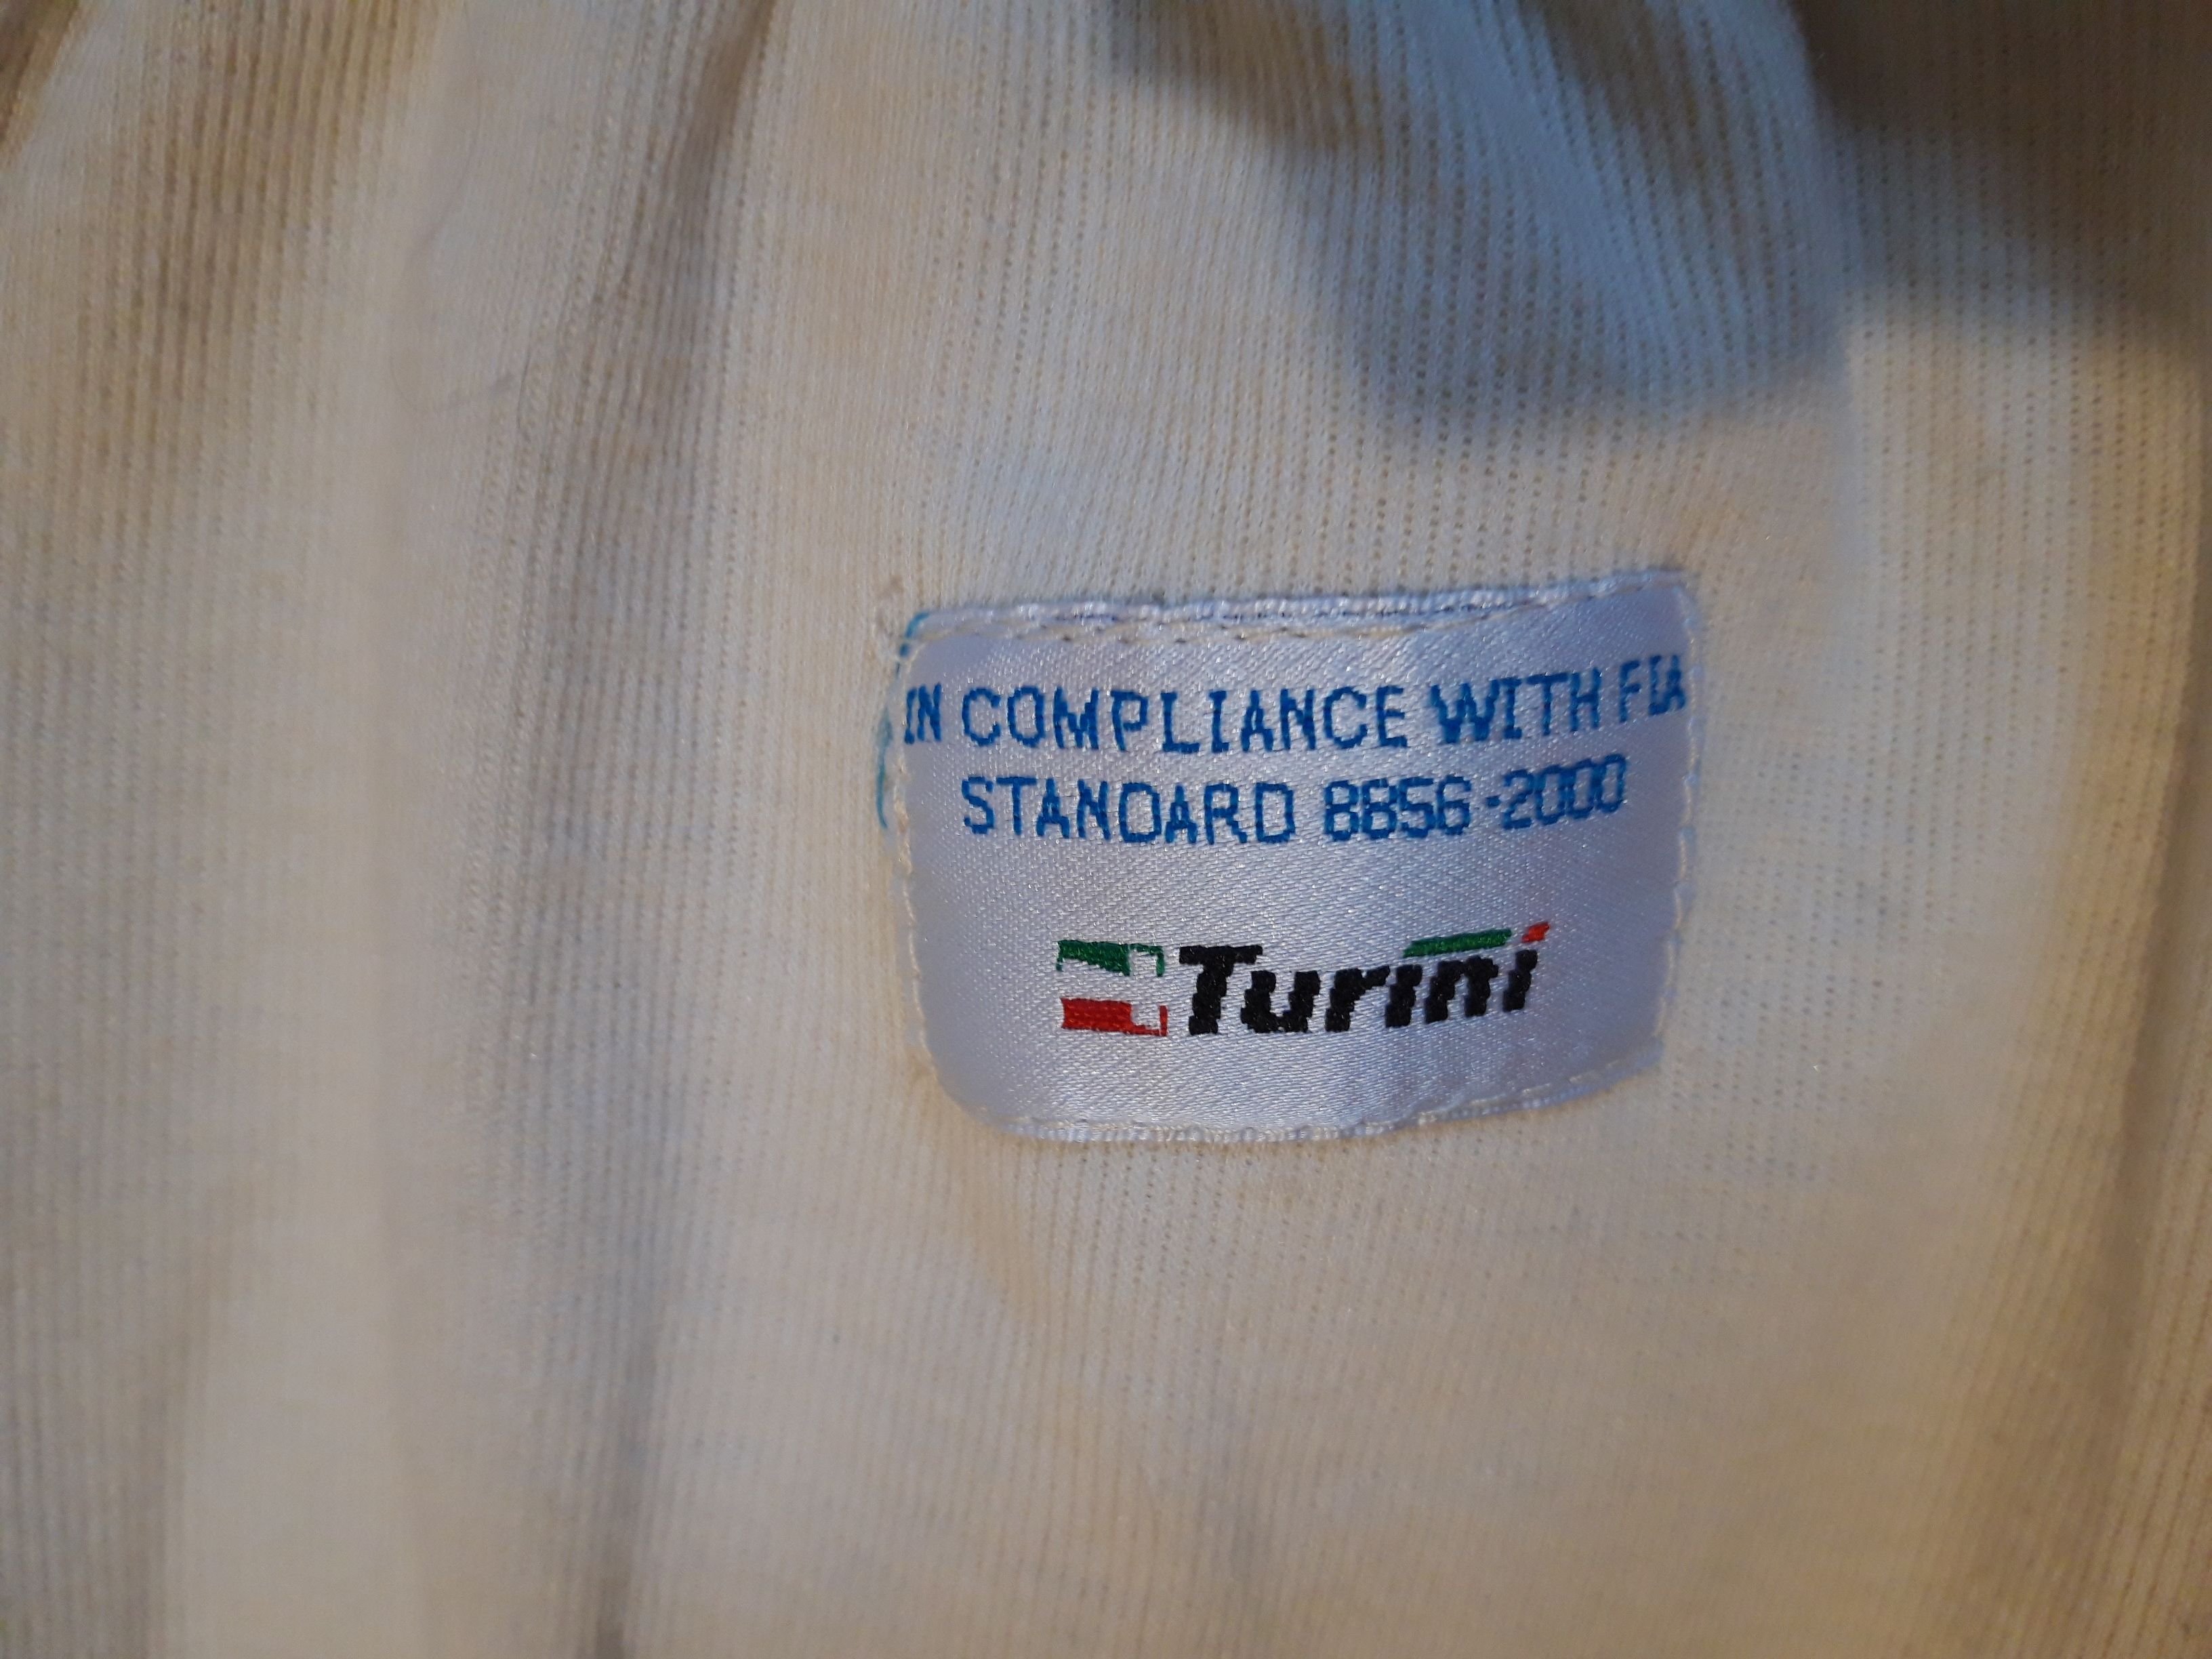 IN COMPLIANCE WITH FIA
STANDARD 8856-2000
Turini